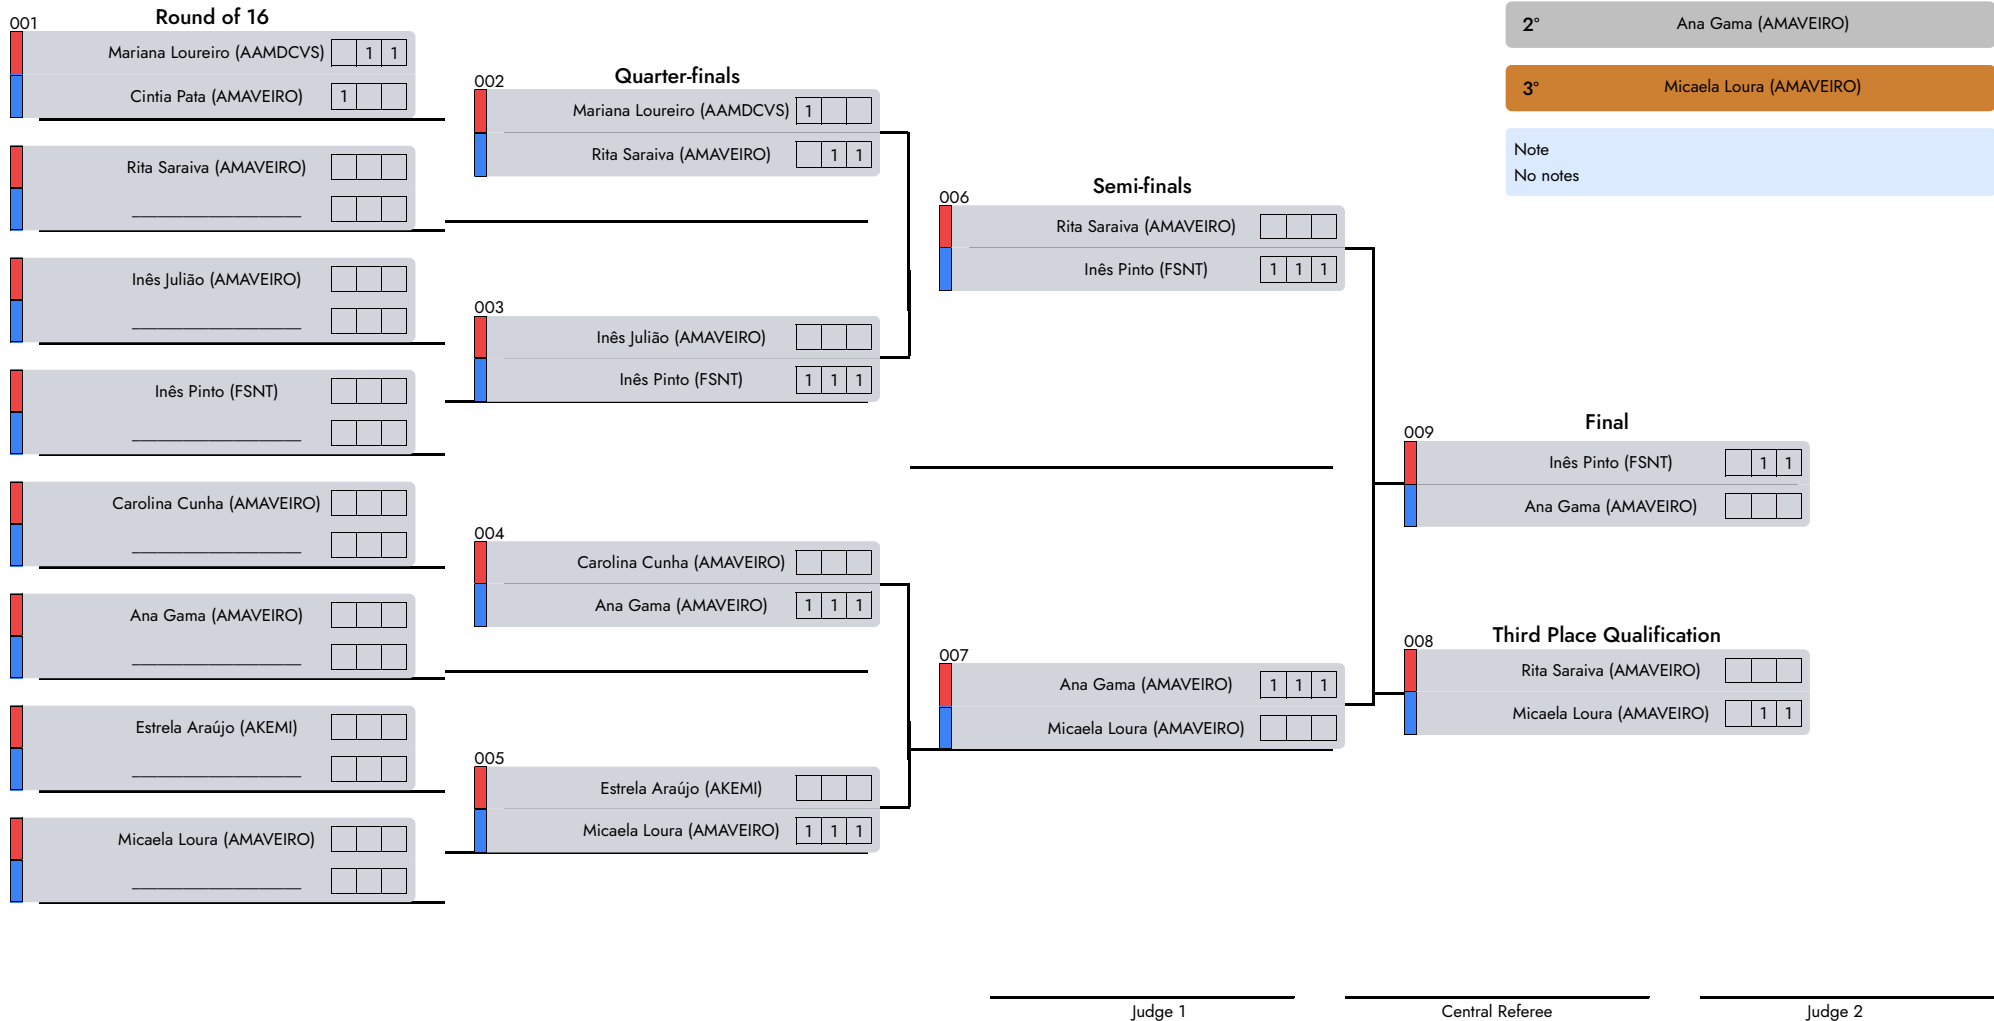 Round of 16
001
Mariana Loureiro (AAMDCVS) 1 1
Cintia Pata (AMAVEIRO) 1
Rita Saraiva (AMAVEIRO)
____________________
Inês Julião (AMAVEIRO)
____________________
Inês Pinto (FSNT)
____________________
Carolina Cunha (AMAVEIRO)
____________________
Ana Gama (AMAVEIRO)
____________________
Estrela Araújo (AKEMI)
____________________
Micaela Loura (AMAVEIRO)
____________________
Quarter-finals
002
Mariana Loureiro (AAMDCVS) 1
Rita Saraiva (AMAVEIRO) 1 1
003
Inês Julião (AMAVEIRO)
Inês Pinto (FSNT) 1 1 1
004
Carolina Cunha (AMAVEIRO)
Ana Gama (AMAVEIRO) 1 1 1
005
Estrela Araújo (AKEMI)
Micaela Loura (AMAVEIRO) 1 1 1
Semi-finals
006
Rita Saraiva (AMAVEIRO)
Inês Pinto (FSNT) 1 1 1
007
Ana Gama (AMAVEIRO) 1 1 1
Micaela Loura (AMAVEIRO)
Final
009
Inês Pinto (FSNT) 1 1
Ana Gama (AMAVEIRO)
Third Place Qualification
008
Rita Saraiva (AMAVEIRO)
Micaela Loura (AMAVEIRO) 1 1
2° Ana Gama (AMAVEIRO)
3° Micaela Loura (AMAVEIRO)
Note
No notes
Judge 1
Central Referee
Judge 2